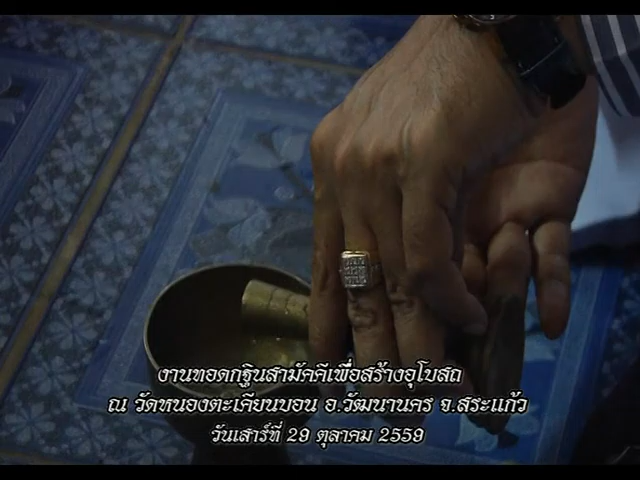 งานทอดกฐินสามัคคีเพื่อสร้างอุโบสถ
ณ วัดหนองตะเคียนบอน อ.วัฒนานคร จ.สระแก้ว
วันเสาร์ที่ 29 ตุลาคม 2559